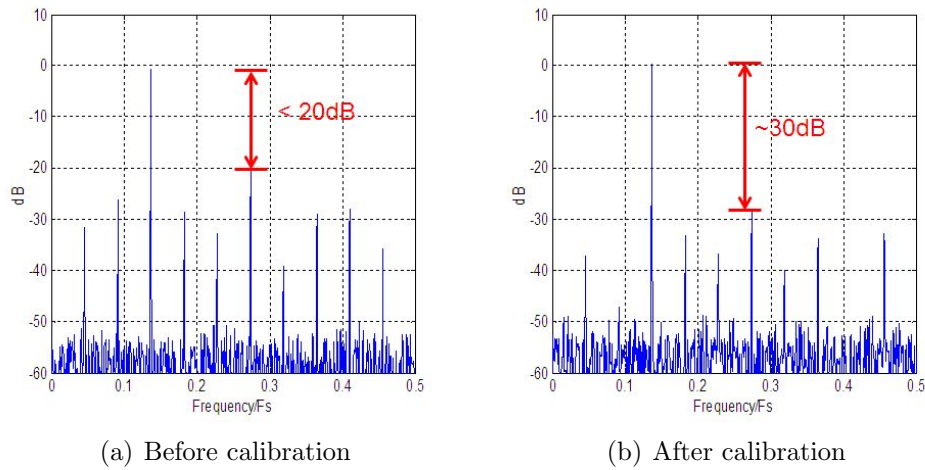 10
0
-10
-20
-30
-40
-50
-60
dB
0 0.1 0.2 0.3 0.4 0.5
Frequency/Fs
< 20dB
(a) Before calibration
10
0
-10
-20
-30
-40
-50
-60
dB
0 0.1 0.2 0.3 0.4 0.5
Frequency/Fs
~30dB
(b) After calibration